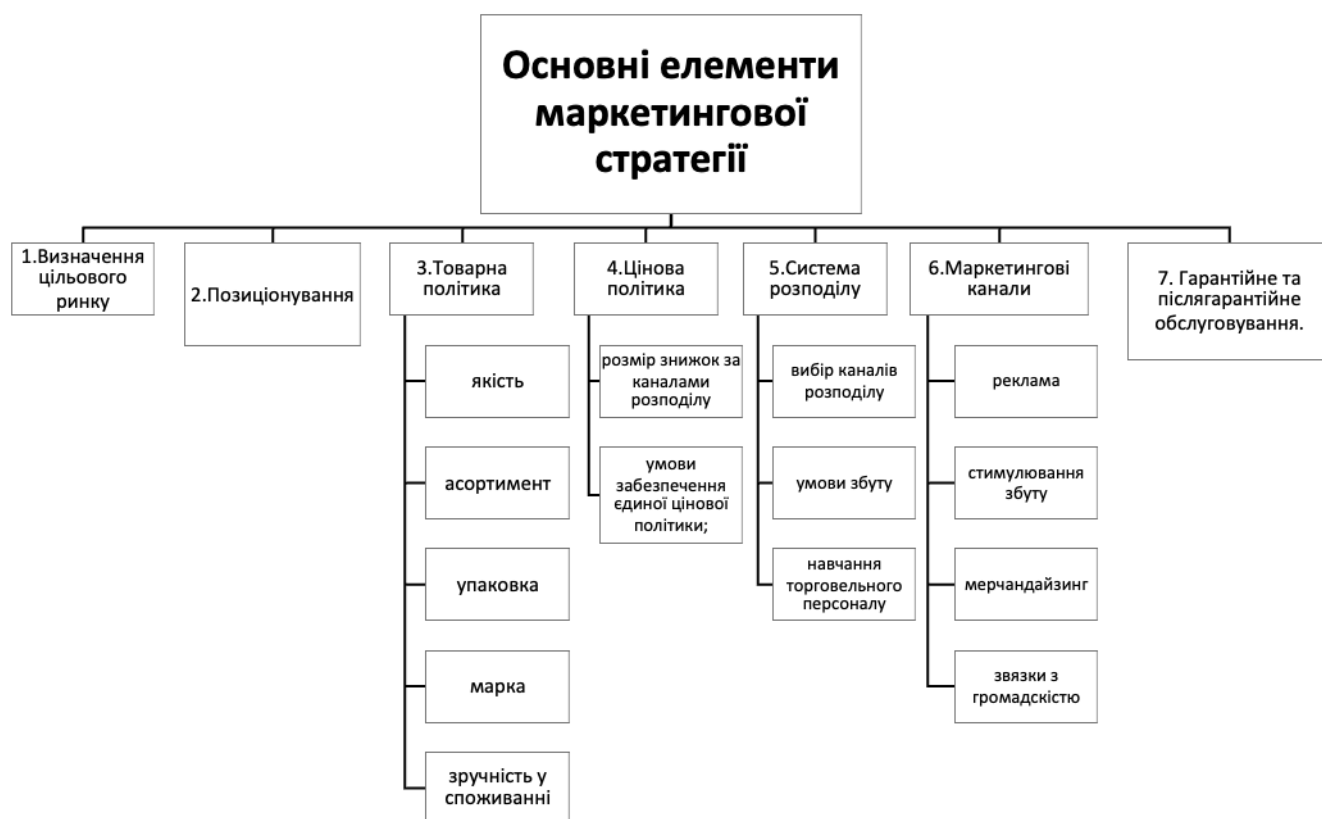 Основні елементи
маркетингової
стратегії
1.Визначення
цільового
ринку
2.Позиціонування
3.Товарна
політика
якість
асортимент
упаковка
марка
зручність у
споживанні
4.Цінова
політика
розмір знижок за
каналами
розподілу
умови
забезпечення
єдиної цінової
політики;
5.Система
розподілу
вибір каналів
розподілу
умови збуту
навчання
торговельного
персоналу
6.Маркетингові
канали
реклама
стимулювання
збуту
мерчандайзинг
звязки з
громадскістю
7. Гарантійне та
післягарантійне
обслуговування.